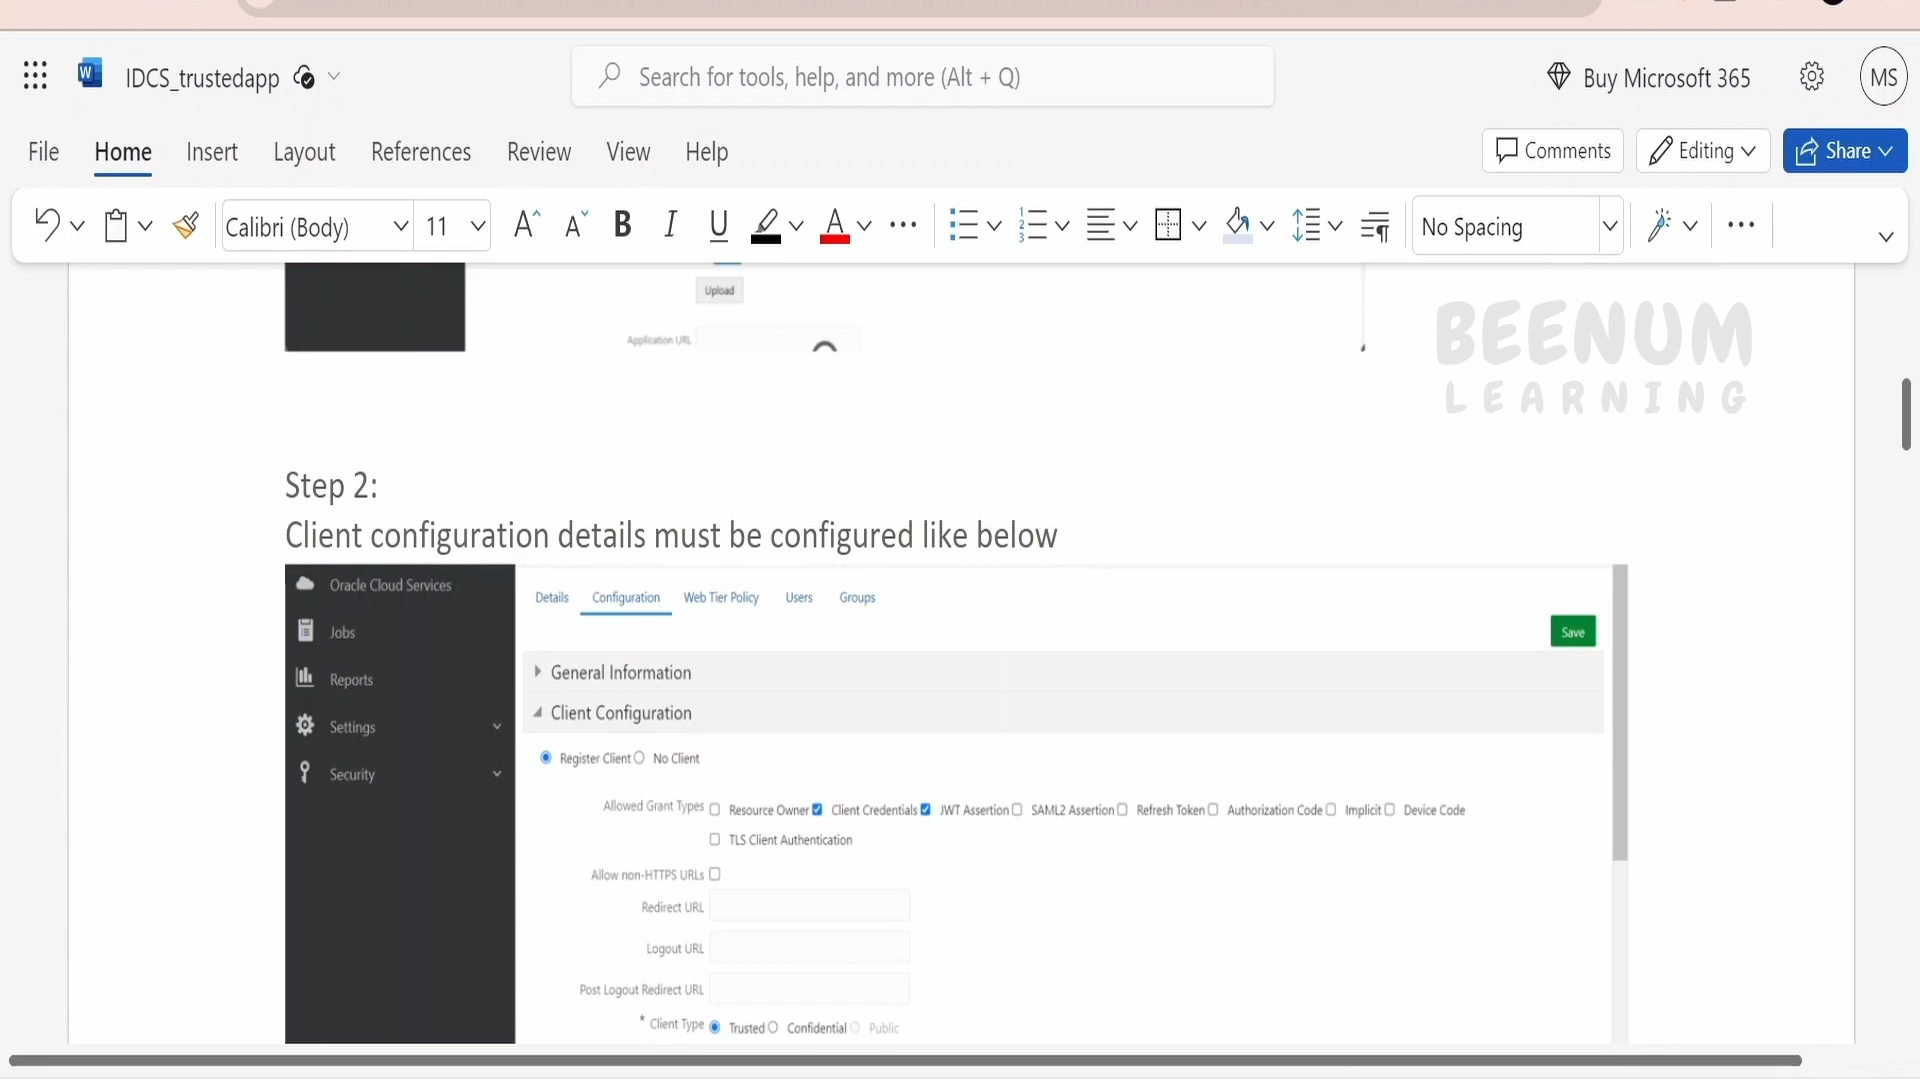 IDCS_trustedapp
Search for tools, help, and more (Alt + Q)
Buy Microsoft 365
MS
File Home Insert Layout References Review View Help
Comments Editing Share
Calibri (Body) 11 B I U A No Spacing
Upload
Application URL
BEENUM
LEARNING
Step 2:
Client configuration details must be configured like below
Oracle Cloud Services
Jobs
Reports
Settings
Security
Details Configuration Web Tier Policy Users Groups
Save
General Information
Client Configuration
Register Client No Client
Allowed Grant Types Resource Owner Client Credentials JWT Assertion SAML2 Assertion Refresh Token Authorization Code Implicit Device Code
TLS Client Authentication
Allow non-HTTPS URLs
Redirect URL
Logout URL
Post Logout Redirect URL
* Client Type Trusted Confidential Public